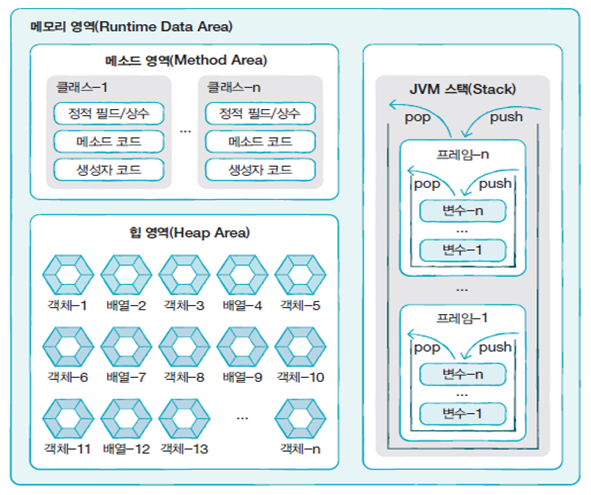 메모리 영역(Runtime Data Area)
메소드 영역(Method Area)
클래스-1
정적 필드/상수
메소드 코드
생성자 코드
...
클래스-n
정적 필드/상수
메소드 코드
생성자 코드
힙 영역(Heap Area)
객체-1 배열-2 객체-3 배열-4 객체-5
객체-6 배열-7 객체-8 배열-9 객체-10
...
객체-11 배열-12 객체-13 객체-n
JVM 스택(Stack)
pop push
프레임-n
pop push
변수-n
...
변수-1
...
프레임-1
pop push
변수-n
...
변수-1